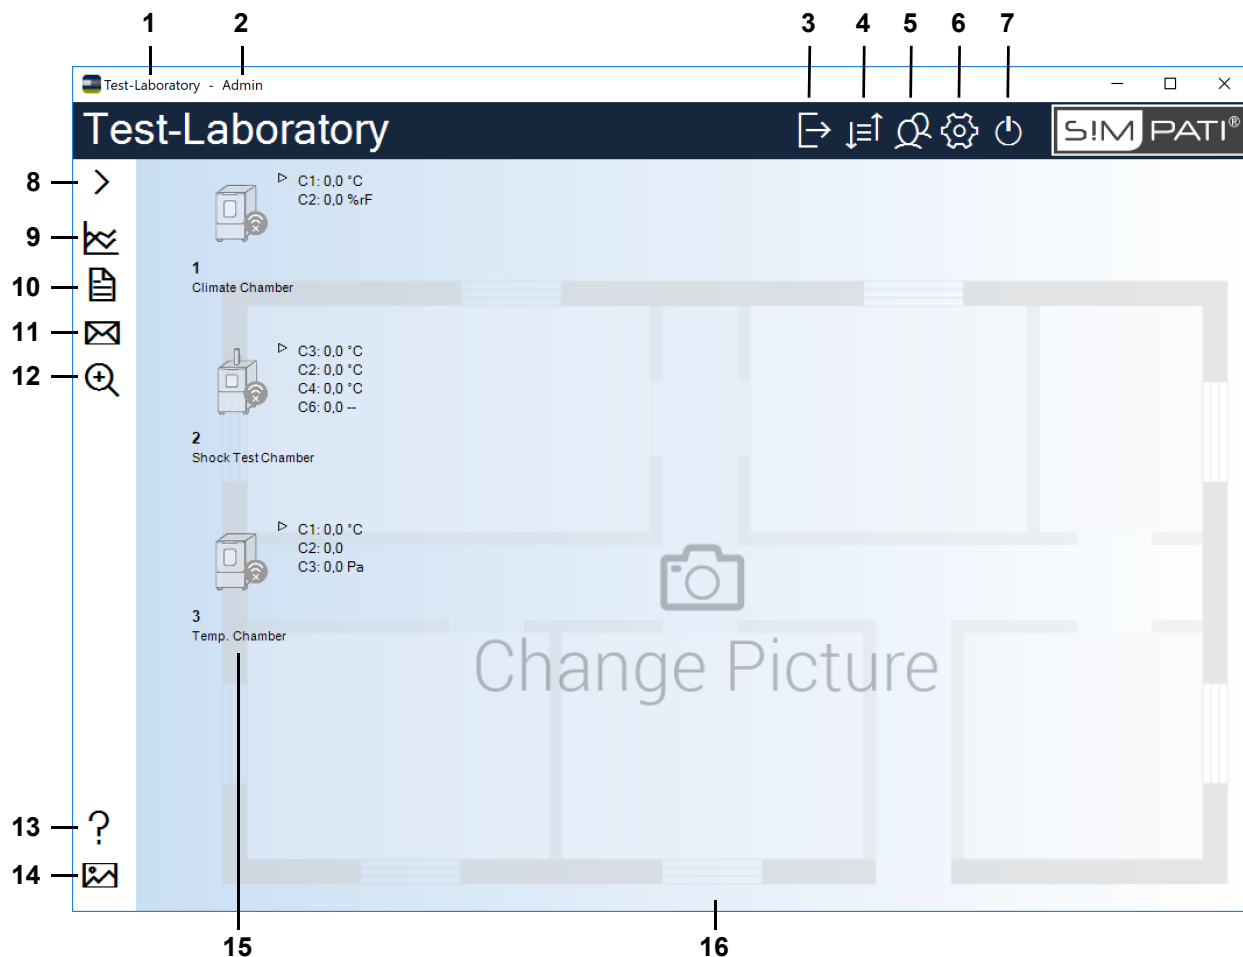 1 2 3 4 5 6 7
Test-Laboratory - Admin
Test-Laboratory
S!MPATI®
8
9
10
11
12
C1: 0,0 °C
C2: 0,0 %rF
1
Climate Chamber
C3: 0,0 °C
C2: 0,0 °C
C4: 0,0 °C
C6: 0,0 --
2
Shock Test Chamber
C1: 0,0 °C
C2: 0,0
C3: 0,0 Pa
3
Temp. Chamber
Change Picture
13
14
15 16